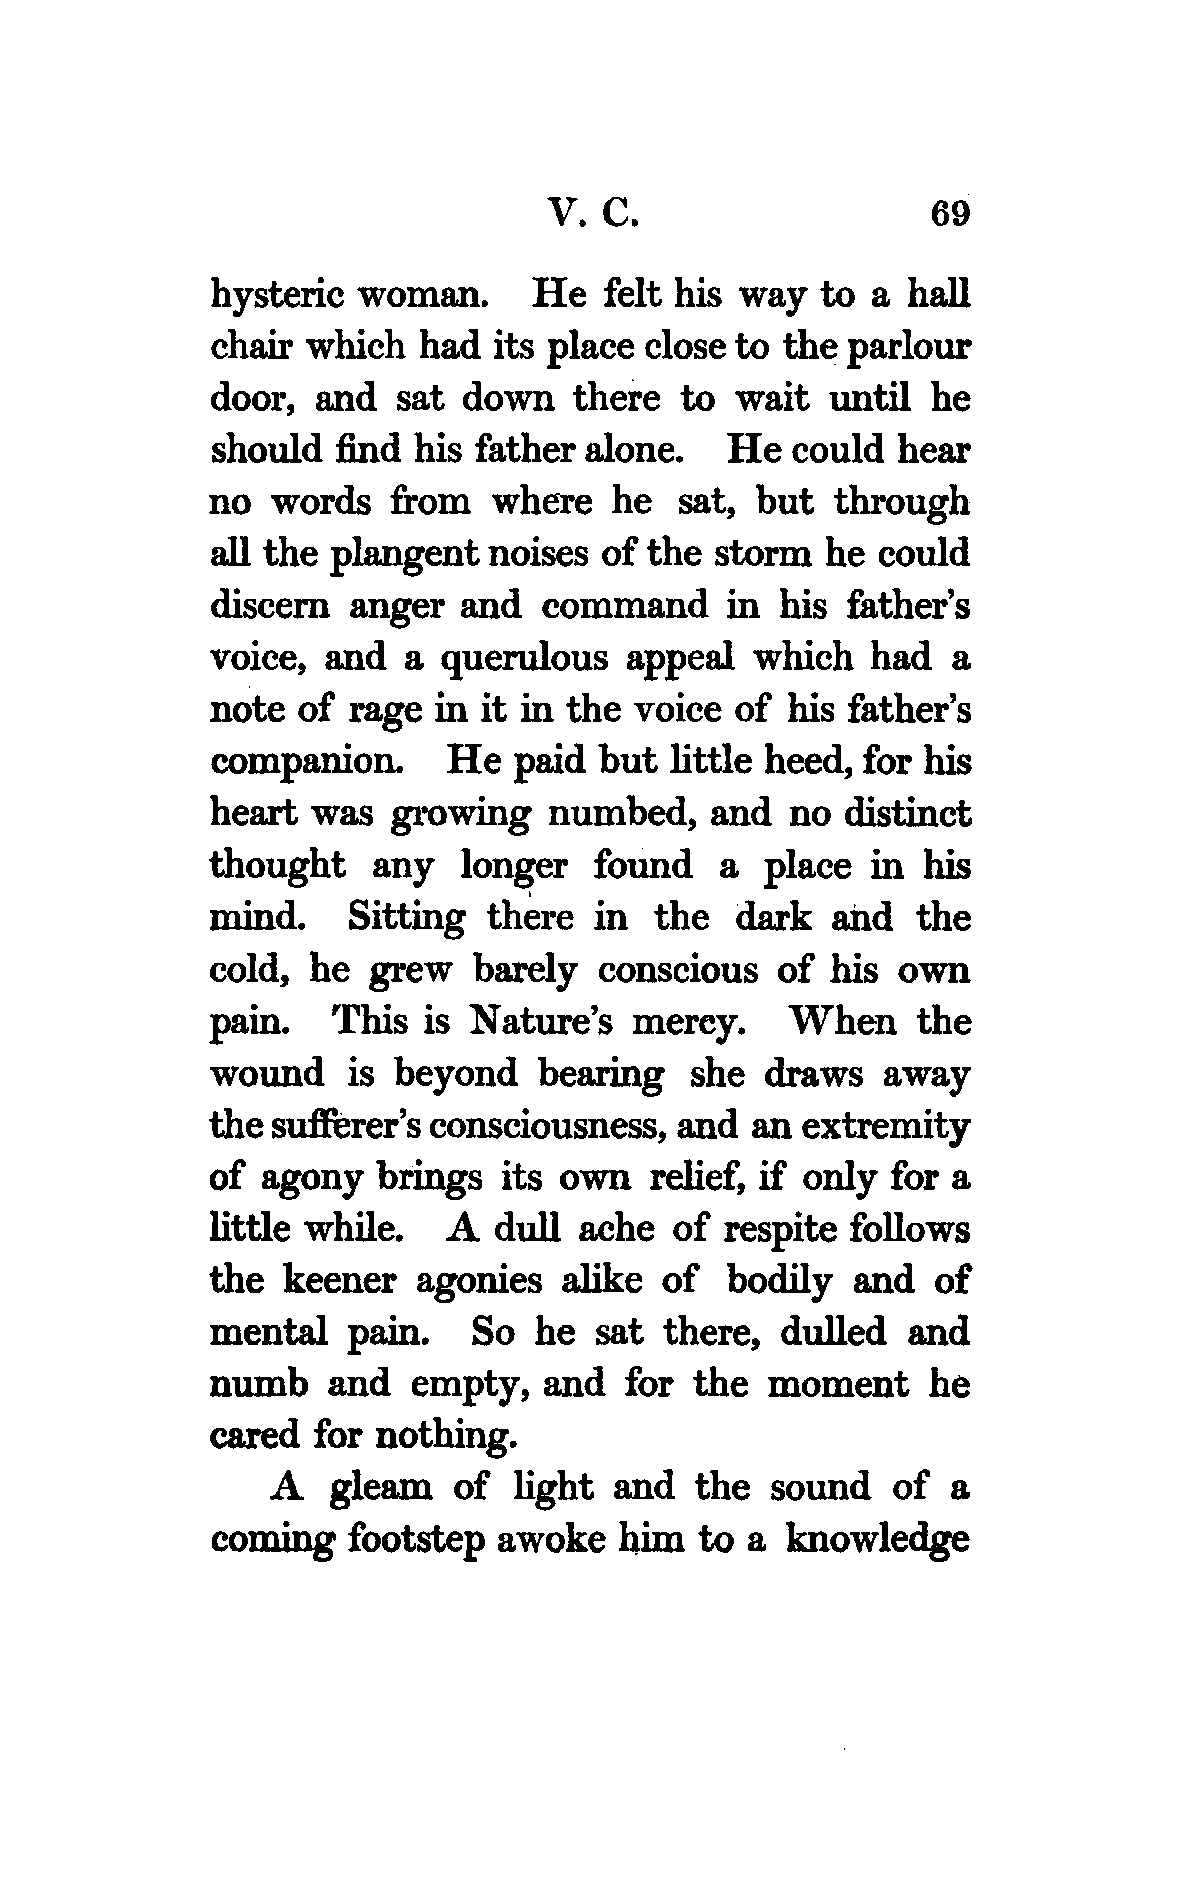 V. C. 69
hysteric woman. He felt his way to a hall
chair which had its place close to the parlour
door, and sat down there to wait until he
should find his father alone. He could hear
no words from where he sat, but through
all the plangent noises of the storm he could
discern anger and command in his father's
voice, and a querulous appeal which had a
note of rage in it in the voice of his father's
companion. He paid but little heed, for his
heart was growing numbed, and no distinct
thought any longer found a place in his
mind. Sitting there in the dark and the
cold, he grew barely conscious of his own
pain. This is Nature's mercy. When the
wound is beyond bearing she draws away
the sufferer's consciousness, and an extremity
of agony brings its own relief, if only for a
little while. A dull ache of respite follows
the keener agonies alike of bodily and of
mental pain. So he sat there, dulled and
numb and empty, and for the moment he
cared for nothing.
A gleam of light and the sound of a
coming footstep awoke him to a knowledge